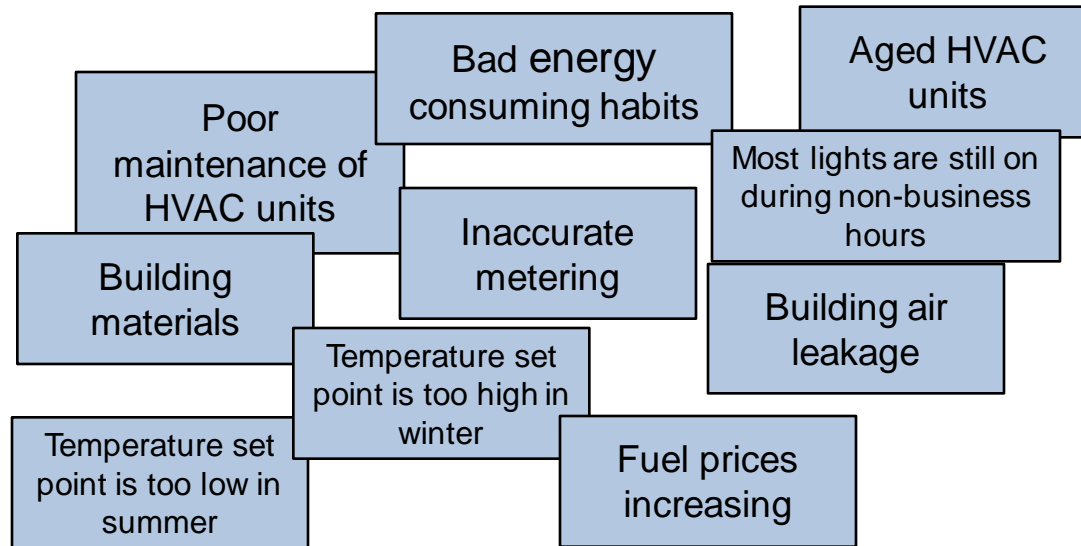 Bad energy
consuming habits
Aged HVAC
units
Poor
maintenance of
HVAC units
Most lights are still on
during non-business
hours
Inaccurate
metering
Building
materials
Building air
leakage
Temperature set
point is too high in
winter
Temperature set
point is too low in
summer
Fuel prices
increasing